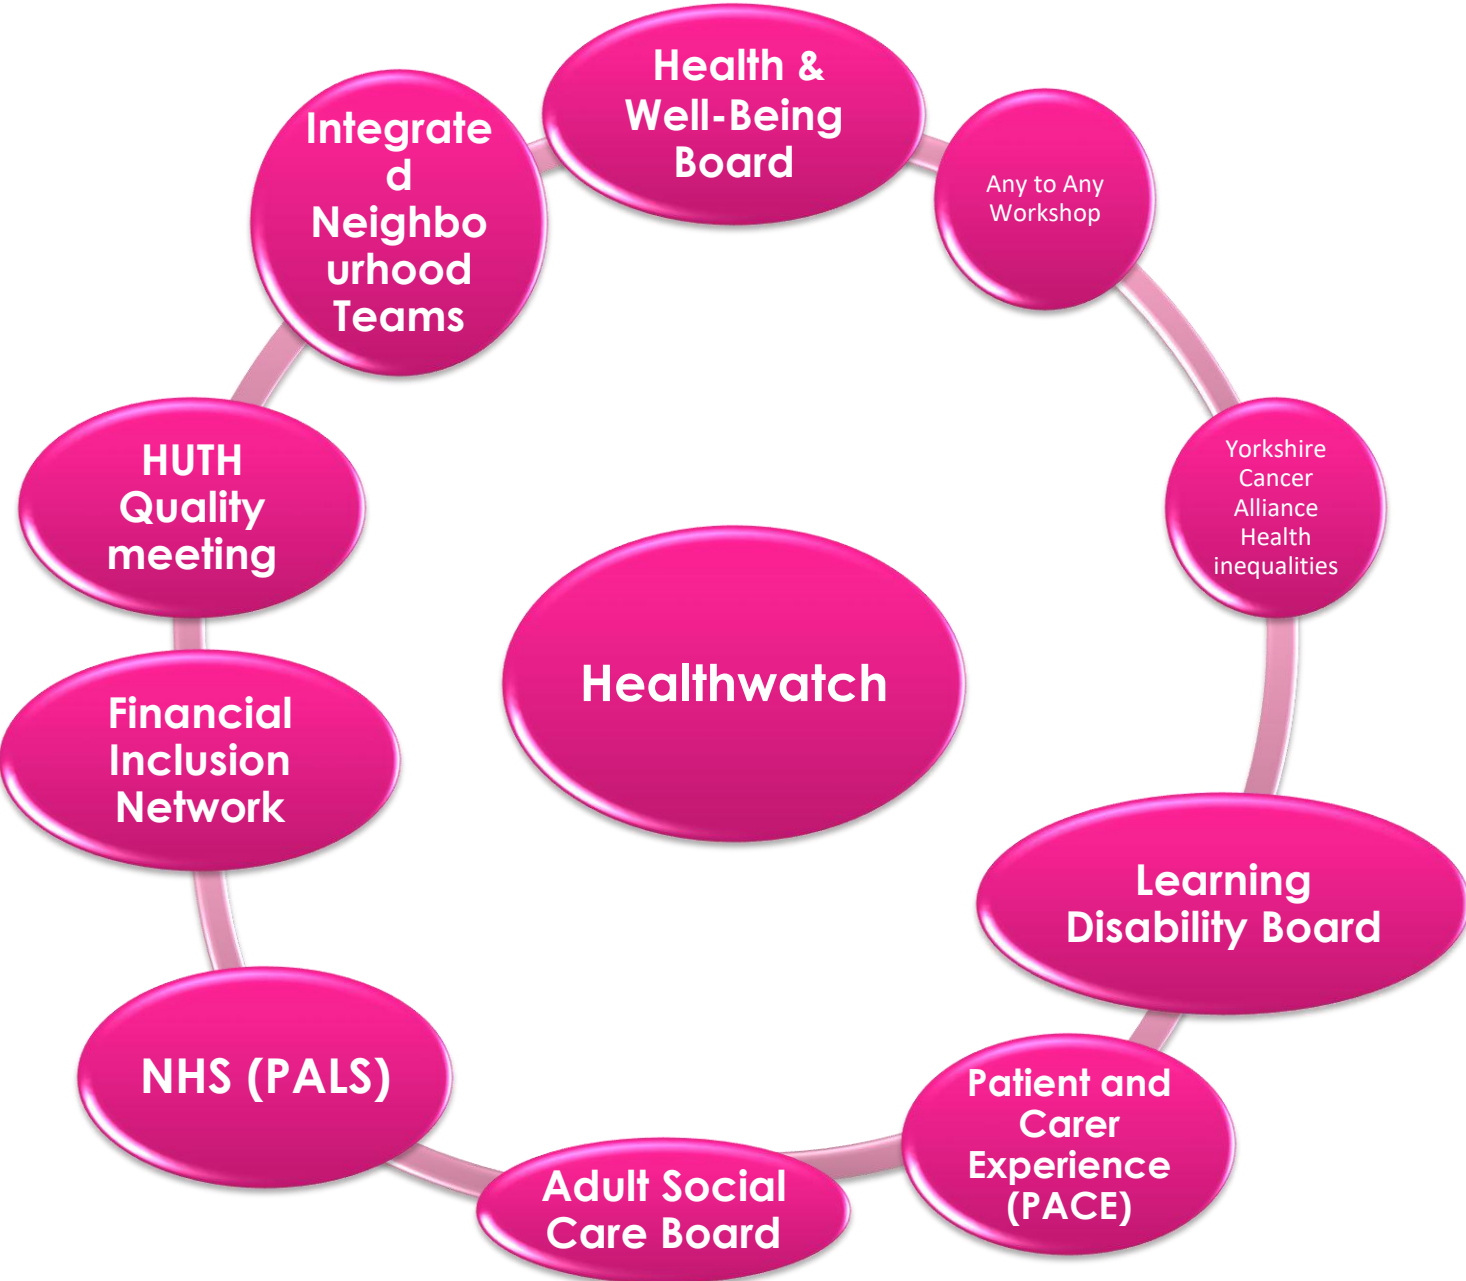 Health &
Well-Being
Board
Any to Any
Workshop
Yorkshire
Cancer
Alliance
Health
inequalities
Learning
Disability Board
Patient and
Carer
Experience
(PACE)
Adult Social
Care Board
NHS (PALS)
Financial
Inclusion
Network
HUTH
Quality
meeting
Integrate
d
Neighbo
urhood
Teams
Healthwatch